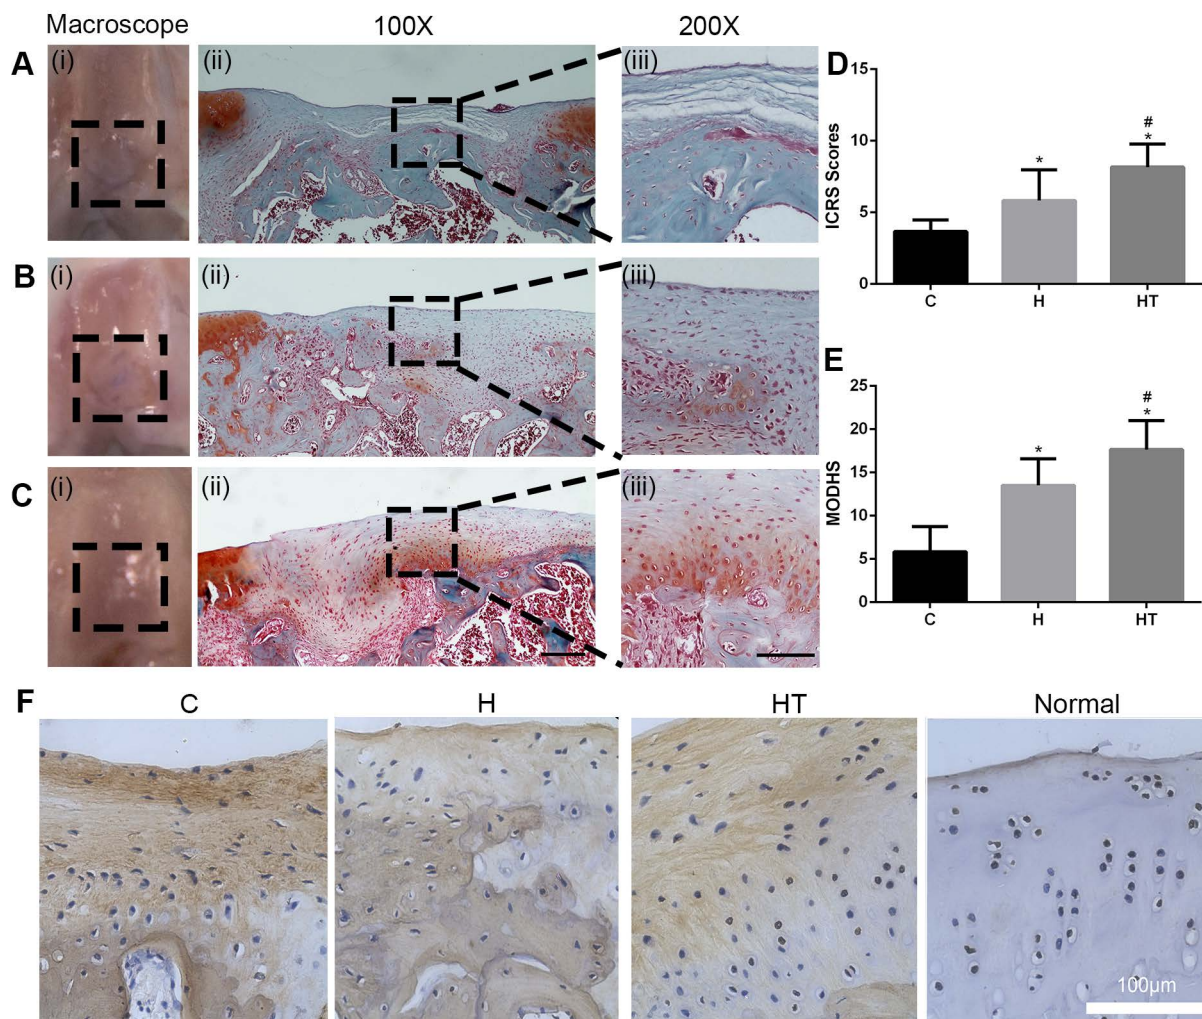 Macroscope 100X 200X
A (i) (ii) (iii)
B (i) (ii) (iii)
C (i) (ii) (iii)
D
ICRS Scores
15
10
5
0
* * #
C H HT
E
MODHS
25
20
15
10
5
0
* * #
C H HT
F
C H HT Normal
100μm